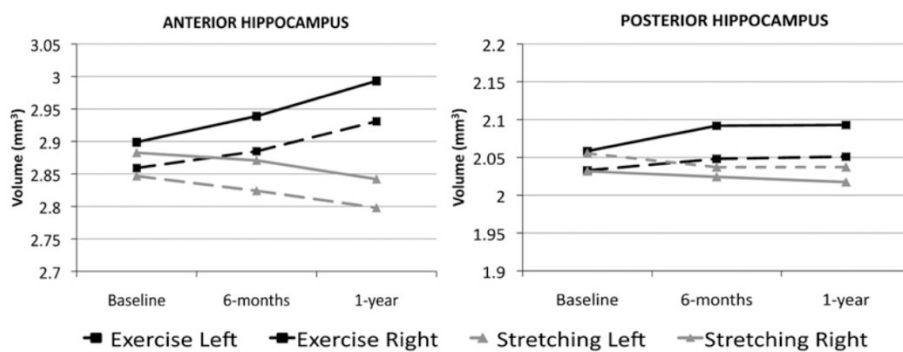 ANTERIOR HIPPOCAMPUS
3.05
3
2.95
2.9
2.85
2.8
2.75
2.7
Volume (mm³)
Baseline 6-months 1-year
POSTERIOR HIPPOCAMPUS
2.2
2.15
2.1
2.05
2
1.95
1.9
Volume (mm³)
Baseline 6-months 1-year
Exercise Left Exercise Right Stretching Left Stretching Right